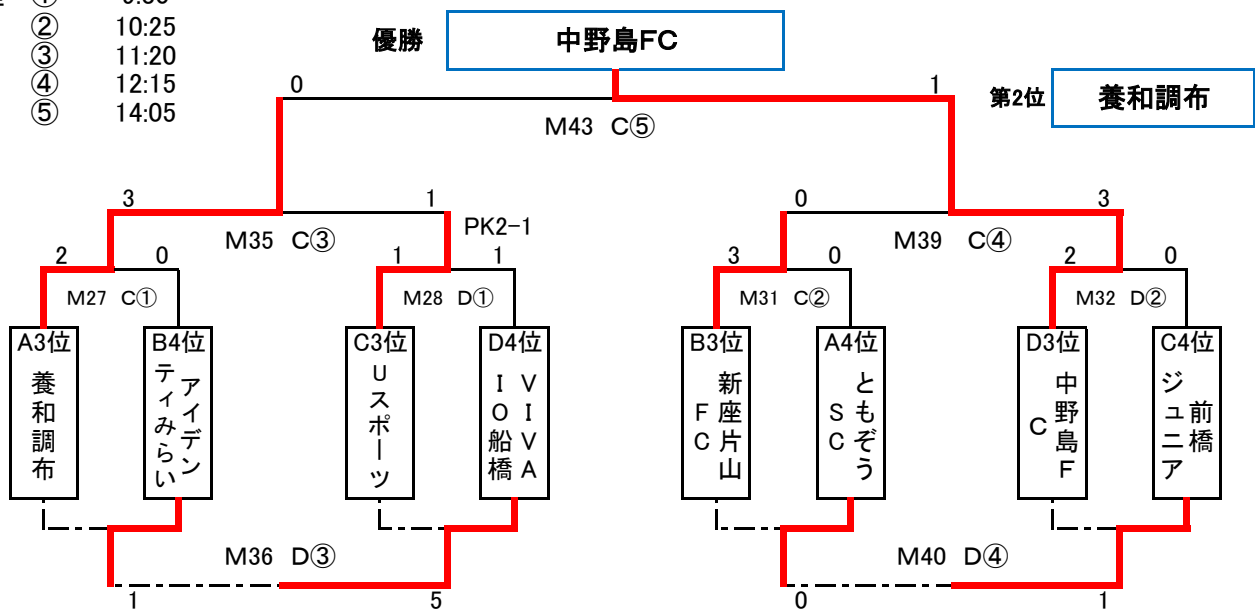 ① 
② 10:25
③ 11:20
④ 12:15
⑤ 14:05
優勝 中野島FC
第2位 養和調布
0 1
M43 C⑤
3 1 0 3
PK2-1
M35 C③ M39 C④
2 0 1 1 3 0 2 0
M27 C① M28 D① M31 C② M32 D②
A3位 B4位 C3位 D4位 B3位 A4位 D3位 C4位
養和調布
アイデン
ティみらい
Uスポーツ
VIVA
IO船橋
新座片山
FC
ともぞう
SC
中野島F
C
前橋
ジュニア
M36 D③ M40 D④
1 5 0 1